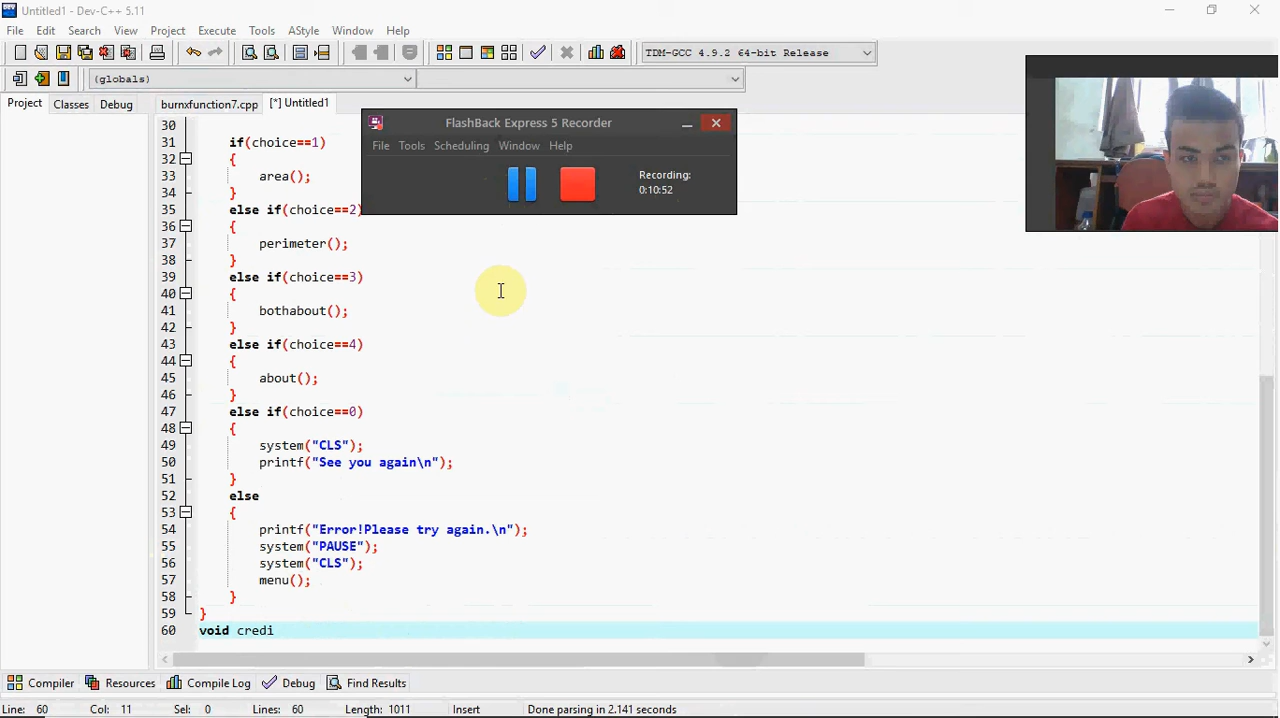 Untitled1 - Dev-C++ 5.11
File Edit Search View Project Execute Tools AStyle Window Help
TDM-GCC 4.9.2 64-bit Release
(globals)
Project Classes Debug
burnxfunction7.cpp [*] Untitled1
FlashBack Express 5 Recorder
File Tools Scheduling Window Help
Recording:
0:10:52
30
31 if(choice==1)
32 {
33 area();
34 }
35 else if(choice==2)
36 {
37 perimeter();
38 }
39 else if(choice==3)
40 {
41 bothabout();
42 }
43 else if(choice==4)
44 {
45 about();
46 }
47 else if(choice==0)
48 {
49 system("CLS");
50 printf("See you again\n");
51 }
52 else
53 {
54 printf("Error!Please try again.\n");
55 system("PAUSE");
56 system("CLS");
57 menu();
58 }
59 }
60 void credi
Compiler Resources Compile Log Debug Find Results
Line: 60 Col: 11 Sel: 0 Lines: 60 Length: 1011 Insert Done parsing in 2.141 seconds